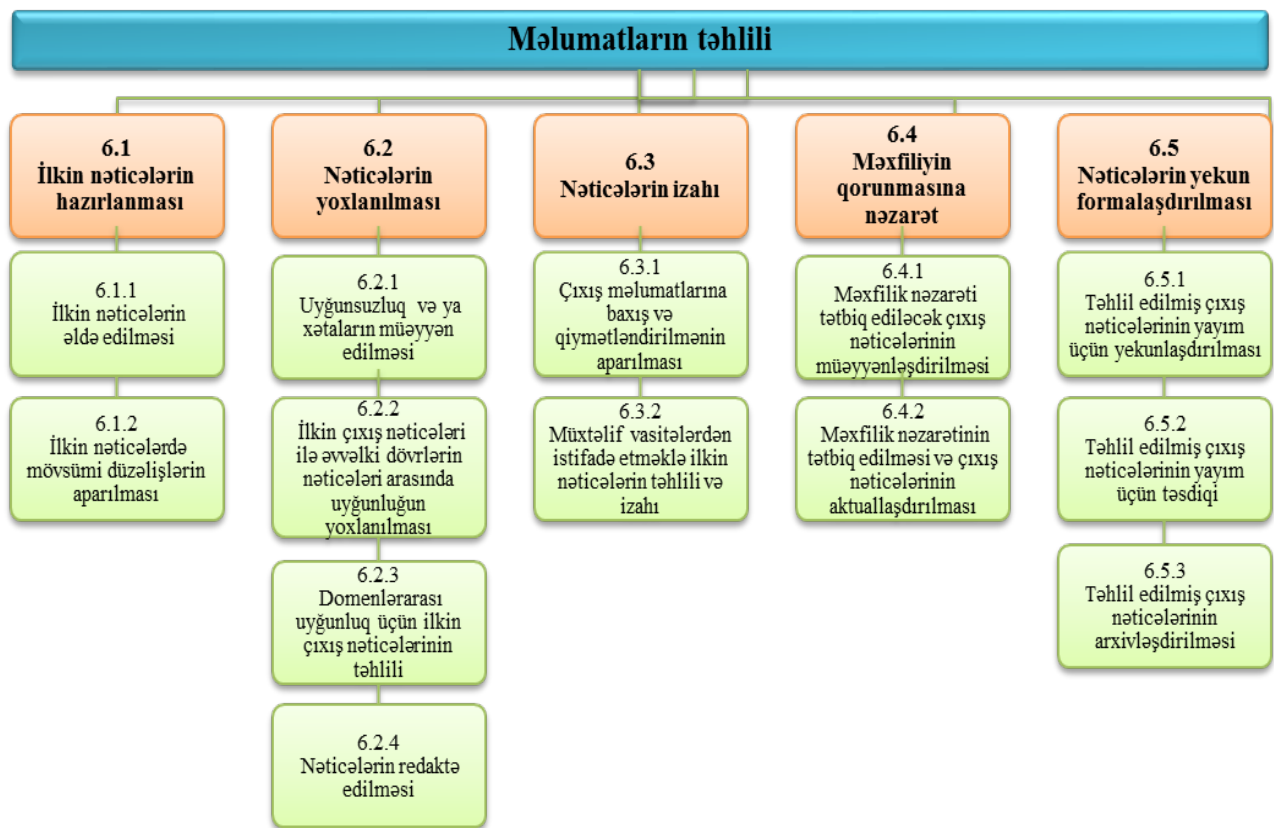 Məlumatların təhlili
6.1
İlkin nəticələrin
hazırlanması
6.1.1
İlkin nəticələrin
əldə edilməsi
6.1.2
İlkin nəticələrdə
mövsümi düzəlişlərin
aparılması
6.2
Nəticələrin
yoxlanılması
6.2.1
Uyğunsuzluq və ya
xətaların müəyyən
edilməsi
6.2.2
İlkin çıxış nəticələri
ilə əvvəlki dövrlərin
nəticələri arasında
uyğunluğun
yoxlanılması
6.2.3
Domenlərarası
uyğunluq üçün ilkin
çıxış nəticələrinin
təhlili
6.2.4
Nəticələrin redaktə
edilməsi
6.3
Nəticələrin izahı
6.3.1
Çıxış məlumatlarına
baxış və
qiymətləndirilmənin
aparılması
6.3.2
Müxtəlif vasitələrdən
istifadə etməklə ilkin
nəticələrin təhlili və
izahı
6.4
Məxfiliyin
qorunmasına
nəzarət
6.4.1
Məxfilik nəzarəti
tətbiq ediləcək çıxış
nəticələrinin
müəyyənləşdirilməsi
6.4.2
Məxfilik nəzarətinin
tətbiq edilməsi və çıxış
nəticələrinin
aktuallaşdırılması
6.5
Nəticələrin yekun
formalaşdırılması
6.5.1
Təhlil edilmiş çıxış
nəticələrinin yayım
üçün yekunlaşdırılması
6.5.2
Təhlil edilmiş çıxış
nəticələrinin yayım
üçün təsdiqi
6.5.3
Təhlil edilmiş çıxış
nəticələrinin
arxivləşdirilməsi